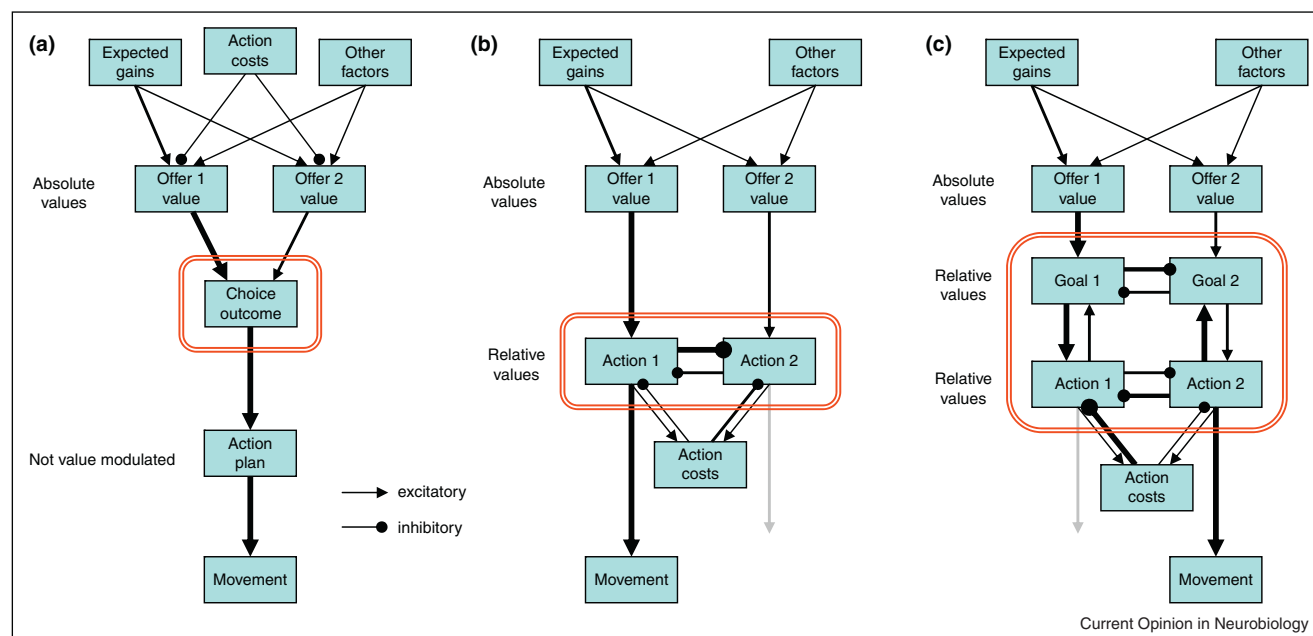 (a)
Expected
gains
Action
costs
Other
factors
Absolute
values
Offer 1
value
Offer 2
value
Choice
outcome
Not value modulated
Action
plan
excitatory
inhibitory
Movement
(b)
Expected
gains
Other
factors
Absolute
values
Offer 1
value
Offer 2
value
Relative
values
Action 1
Action 2
Action
costs
Movement
(c)
Expected
gains
Other
factors
Absolute
values
Offer 1
value
Offer 2
value
Relative
values
Goal 1
Goal 2
Relative
values
Action 1
Action 2
Action
costs
Movement
Current Opinion in Neurobiology